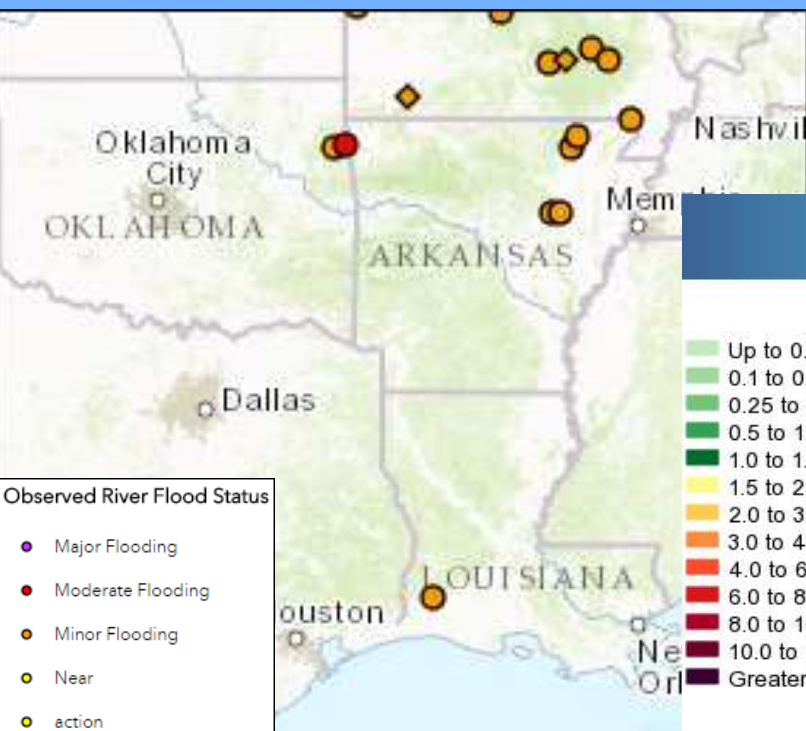 Oklahoma
City
OKLAHOMA
Nashvil
Mem
ARKANSAS
Dallas
LOUISIANA
ouston
Ne
Orl
Observed River Flood Status
Major Flooding
Moderate Flooding
Minor Flooding
Near
action
Up to 0.
0.1 to 0
0.25 to
0.5 to 1
1.0 to 1.
1.5 to 2
2.0 to 3
3.0 to 4
4.0 to 6
6.0 to 8
8.0 to 1
10.0 to
Greater